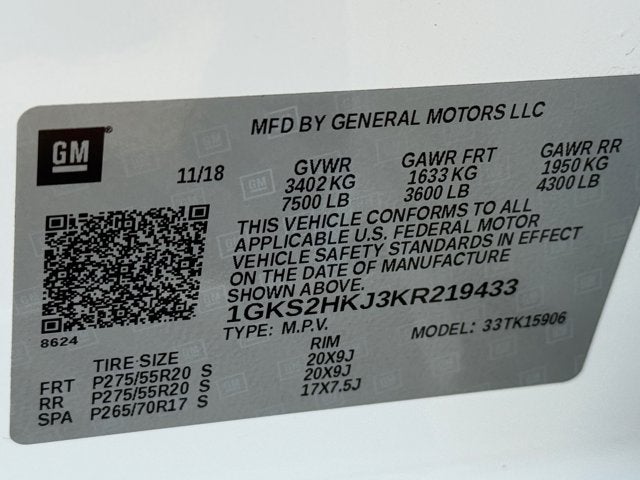 GM
MFD BY GENERAL MOTORS LLC
11/18 GVWR GAWR FRT GAWR RR
3402 KG 1633 KG 1950 KG
7500 LB 3600 LB 4300 LB
THIS VEHICLE CONFORMS TO ALL
APPLICABLE U.S. FEDERAL MOTOR
VEHICLE SAFETY STANDARDS IN EFFECT
ON THE DATE OF MANUFACTURE
SHOWN ABOVE.
1GKS2HKJ3KR219433
8624 TYPE: M.P.V. MODEL: 33TK15906
TIRE SIZE RIM
FRT P275/55R20 S 20X9J
RR P275/55R20 S 20X9J
SPA P265/70R17 S 17X7.5J